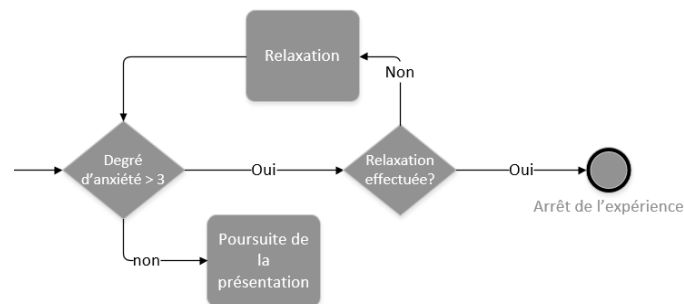 Relaxation
Non
Degré
d'anxiété > 3
Oui
Relaxation
effectuée?
Oui
Arrêt de l'expérience
non
Poursuite de
la
présentation